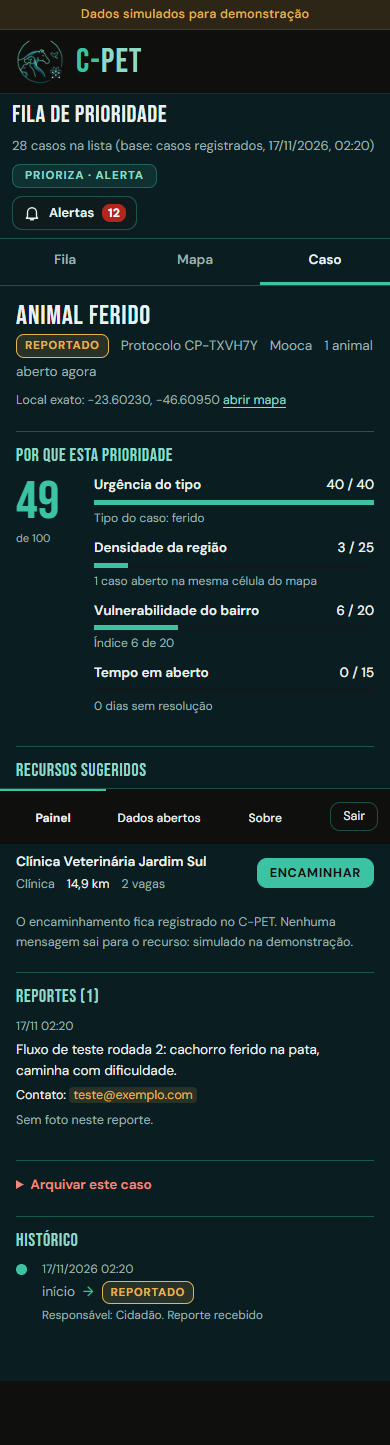 Dados simulados para demonstração
C-PET
FILA DE PRIORIDADE
28 casos na lista (base: casos registrados, 17/11/2026, 02:20)
PRIORIZA · ALERTA
Alertas 12
Fila Mapa Caso
ANIMAL FERIDO
REPORTADO Protocolo CP-TXVH7Y Mooca 1 animal
aberto agora
Local exato: -23.60230, -46.60950 abrir mapa
POR QUE ESTA PRIORIDADE
49
de 100
Urgência do tipo 40 / 40
Tipo do caso: ferido
Densidade da região 3 / 25
1 caso aberto na mesma célula do mapa
Vulnerabilidade do bairro 6 / 20
Índice 6 de 20
Tempo em aberto 0 / 15
0 dias sem resolução
RECURSOS SUGERIDOS
Painel Dados abertos Sobre Sair
Clínica Veterinária Jardim Sul
Clínica 14,9 km 2 vagas
ENCAMINHAR
O encaminhamento fica registrado no C-PET. Nenhuma
mensagem sai para o recurso: simulado na demonstração.
REPORTES (1)
17/11 02:20
Fluxo de teste rodada 2: cachorro ferido na pata,
caminha com dificuldade.
Contato: teste@exemplo.com
Sem foto neste reporte.
Arquivar este caso
HISTÓRICO
17/11/2026 02:20
início → REPORTADO
Responsável: Cidadão. Reporte recebido